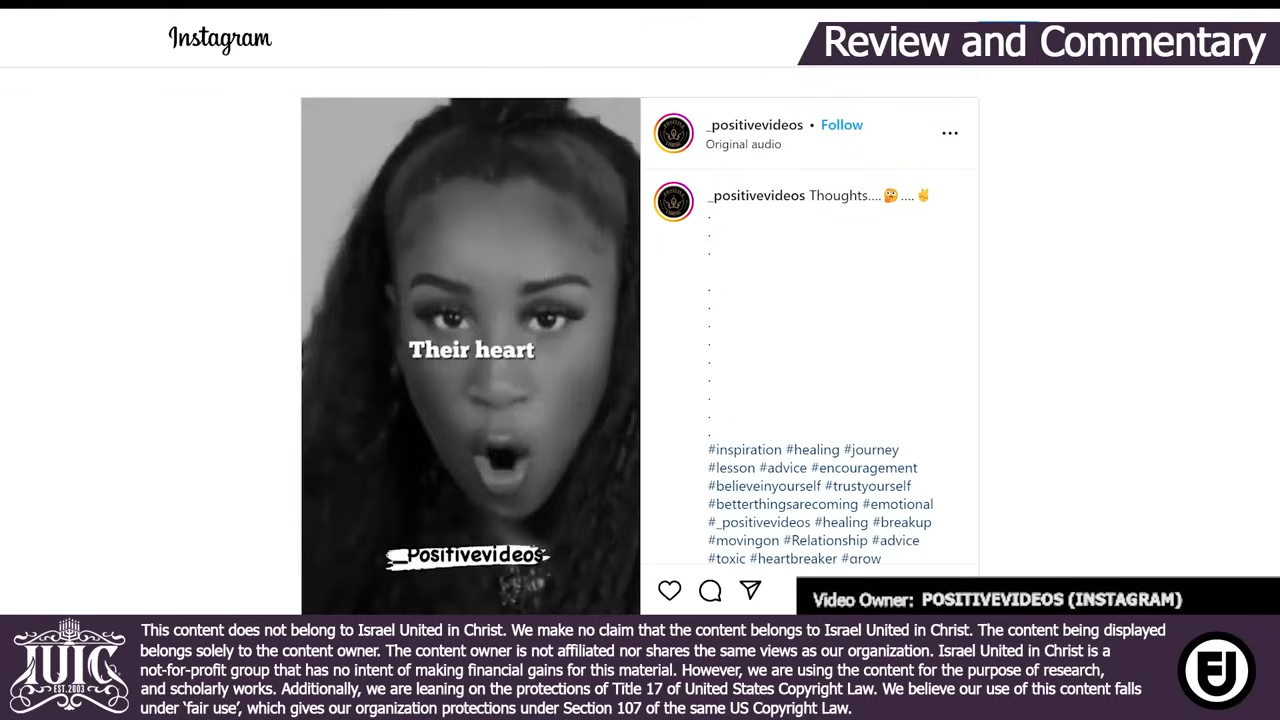 Instagram
Review and Commentary
_positivevideos • Follow
Original audio
_positivevideos Thoughts....🤔....✌
.
.
.
.
.
.
.
.
.
.
.
.
#inspiration #healing #journey
#lesson #advice #encouragement
#believeinyourself #trustyourself
#betterthingsarecoming #emotional
#_positivevideos #healing #breakup
#movingon #Relationship #advice
#toxic #heartbreaker #grow
Their heart
_Positivevideos
Video Owner: POSITIVEVIDEOS (INSTAGRAM)
IUIC
EST. 2003
This content does not belong to Israel United in Christ. We make no claim that the content belongs to Israel United in Christ. The content being displayed
belongs solely to the content owner. The content owner is not affiliated nor shares the same views as our organization. Israel United in Christ is a
not-for-profit group that has no intent of making financial gains for this material. However, we are using the content for the purpose of research,
and scholarly works. Additionally, we are leaning on the protections of Title 17 of United States Copyright Law. We believe our use of this content falls
under 'fair use', which gives our organization protections under Section 107 of the same US Copyright Law.